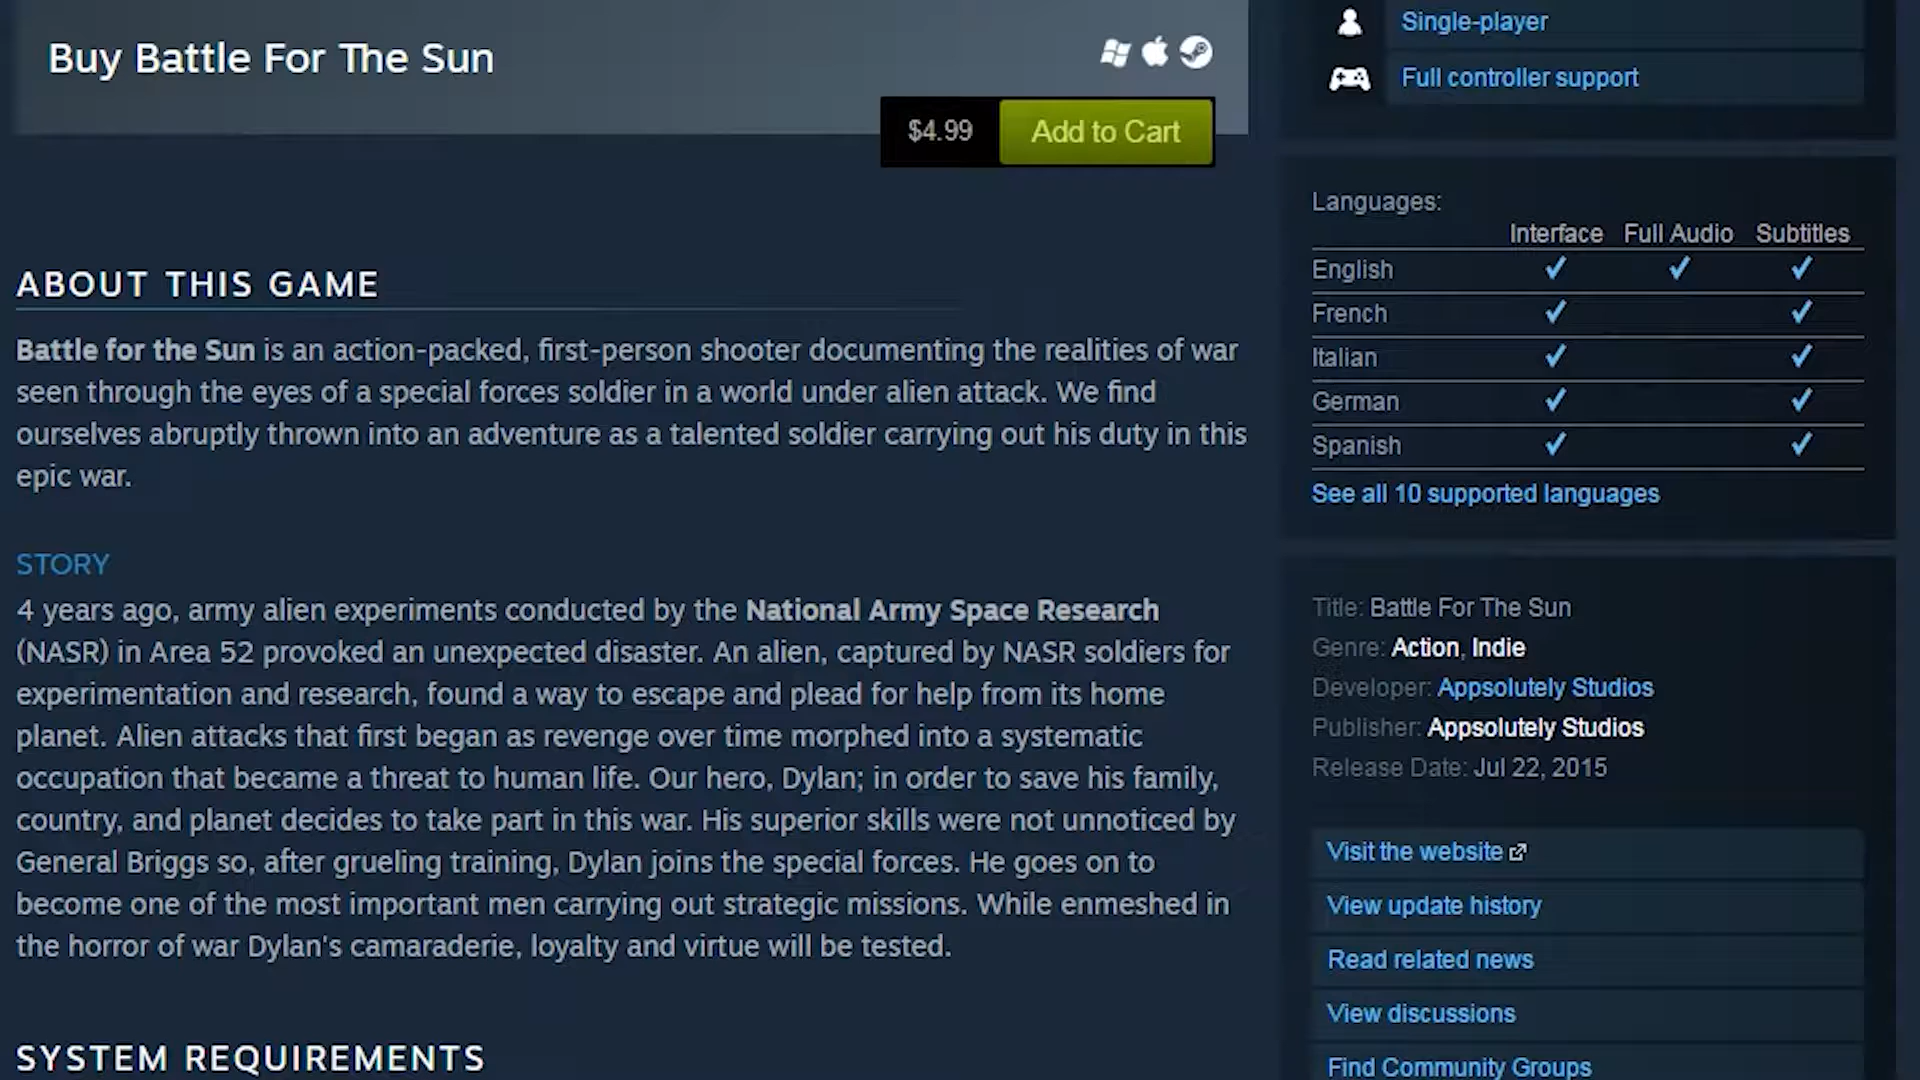 Buy Battle For The Sun
$4.99
Add to Cart
ABOUT THIS GAME
Battle for the Sun is an action-packed, first-person shooter documenting the realities of war
seen through the eyes of a special forces soldier in a world under alien attack. We find
ourselves abruptly thrown into an adventure as a talented soldier carrying out his duty in this
epic war.
STORY
4 years ago, army alien experiments conducted by the National Army Space Research
(NASR) in Area 52 provoked an unexpected disaster. An alien, captured by NASR soldiers for
experimentation and research, found a way to escape and plead for help from its home
planet. Alien attacks that first began as revenge over time morphed into a systematic
occupation that became a threat to human life. Our hero, Dylan; in order to save his family,
country, and planet decides to take part in this war. His superior skills were not unnoticed by
General Briggs so, after grueling training, Dylan joins the special forces. He goes on to
become one of the most important men carrying out strategic missions. While enmeshed in
the horror of war Dylan's camaraderie, loyalty and virtue will be tested.
SYSTEM REQUIREMENTS
Single-player
Full controller support
Languages:
Interface Full Audio Subtitles
English
French
Italian
German
Spanish
See all 10 supported languages
Title: Battle For The Sun
Genre: Action, Indie
Developer: Appsolutely Studios
Publisher: Appsolutely Studios
Release Date: Jul 22, 2015
Visit the website
View update history
Read related news
View discussions
Find Community Groups